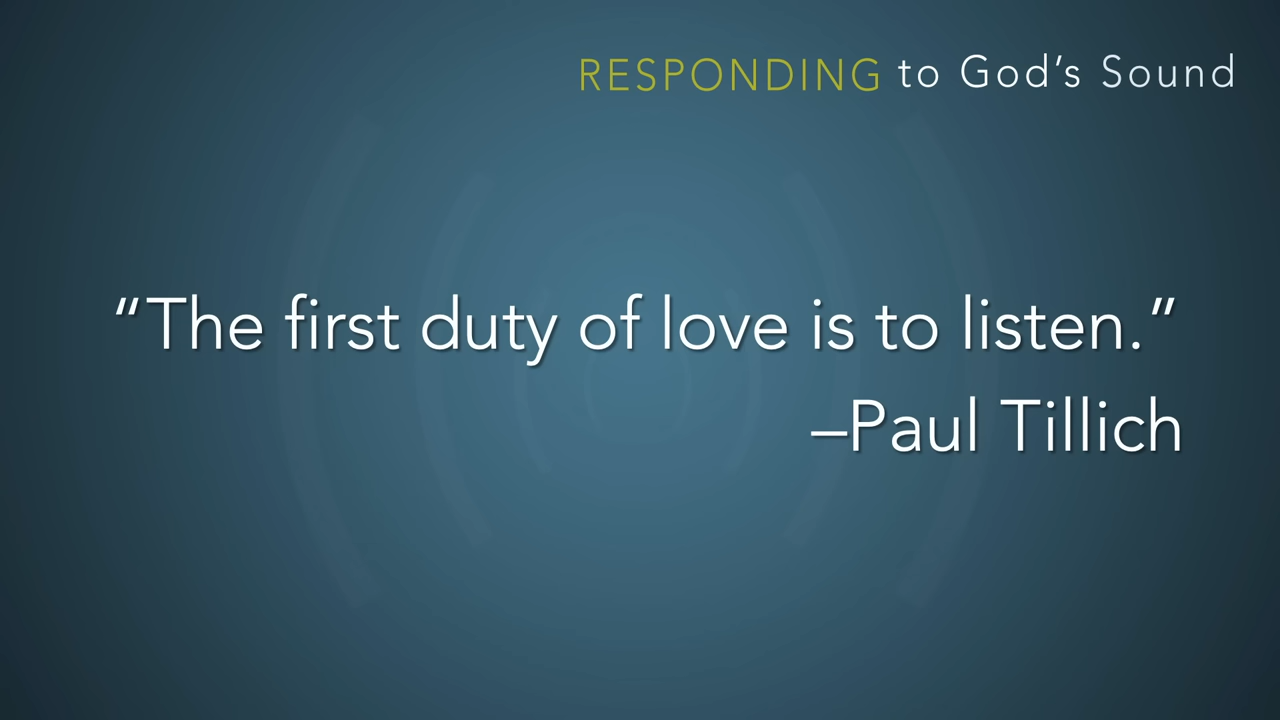 RESPONDING to God’s Sound
“The first duty of love is to listen.”
–Paul Tillich